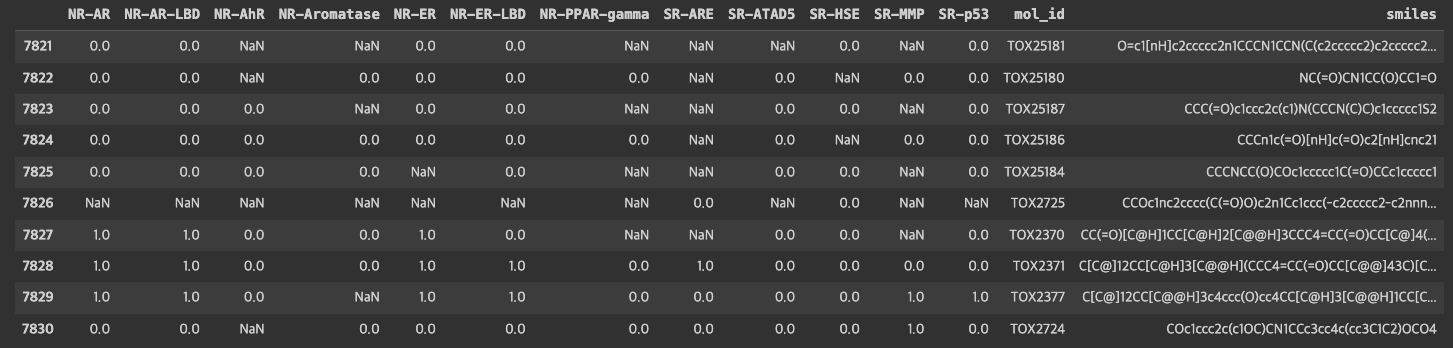 NR-AR NR-AR-LBD NR-AhR NR-Aromatase NR-ER NR-ER-LBD NR-PPAR-gamma SR-ARE SR-ATAD5 SR-HSE SR-MMP SR-p53 mol_id smiles
7821 0.0 0.0 NaN NaN 0.0 0.0 NaN NaN NaN 0.0 NaN 0.0 TOX25181 O=c1[nH]c2ccccc2n1CCCN1CCN(C(c2ccccc2)c2ccccc2...
7822 0.0 0.0 NaN 0.0 0.0 0.0 0.0 NaN 0.0 NaN 0.0 0.0 TOX25180 NC(=O)CN1CC(O)CC1=O
7823 0.0 0.0 0.0 NaN 0.0 0.0 NaN NaN 0.0 0.0 NaN 0.0 TOX25187 CCC(=O)c1ccc2c(c1)N(CCCN(C)C)c1ccccc1S2
7824 0.0 0.0 0.0 0.0 0.0 0.0 NaN NaN 0.0 NaN 0.0 0.0 TOX25186 CCCn1c(=O)[nH]c(=O)c2[nH]cnc21
7825 0.0 0.0 0.0 0.0 NaN 0.0 NaN NaN 0.0 0.0 NaN 0.0 TOX25184 CCCNCC(O)COc1ccccc1C(=O)CCc1ccccc1
7826 NaN NaN NaN NaN NaN NaN NaN 0.0 NaN 0.0 NaN NaN TOX2725 CCOc1nc2cccc(C(=O)O)c2n1Cc1ccc(-c2ccccc2-c2nnn...
7827 1.0 1.0 0.0 0.0 1.0 0.0 NaN NaN 0.0 0.0 NaN 0.0 TOX2370 CC(=O)[C@H]1CC[C@H]2[C@@H]3CCC4=CC(=O)CC[C@]4(...
7828 1.0 1.0 0.0 0.0 1.0 1.0 0.0 1.0 0.0 0.0 0.0 0.0 TOX2371 C[C@]12CC[C@H]3[C@@H](CCC4=CC(=O)CC[C@@]43C)[C...
7829 1.0 1.0 0.0 NaN 1.0 1.0 0.0 0.0 0.0 0.0 1.0 1.0 TOX2377 C[C@]12CC[C@@H]3c4ccc(O)cc4CC[C@H]3[C@@H]1CC[C...
7830 0.0 0.0 NaN 0.0 0.0 0.0 0.0 0.0 0.0 0.0 1.0 0.0 TOX2724 COc1ccc2c(c1OC)CN1CCc3cc4c(cc3C1C2)OCO4